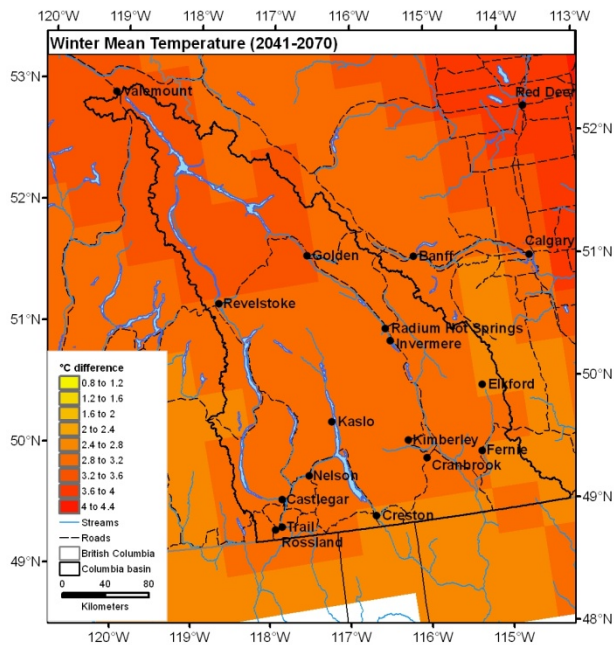 120°W 119°W 118°W 117°W 116°W 115°W 114°W 113°W
Winter Mean Temperature (2041-2070)
53°N
Valemount
Red Deer
52°N
52°N
Calgary
51°N
Golden
Banff
Revelstoke
51°N
Radium Hot Springs
Invermere
50°N
Elkford
°C difference
0.8 to 1.2
1.2 to 1.6
1.6 to 2
2 to 2.4
2.4 to 2.8
2.8 to 3.2
3.2 to 3.6
3.6 to 4
4 to 4.4
Streams
Roads
British Columbia
Columbia basin
0 40 80
Kilometers
Kaslo
50°N
Kimberley
Fernie
Cranbrook
Nelson
49°N
Castlegar
Creston
Trail
Rossland
49°N
48°N
120°W 119°W 118°W 117°W 116°W 115°W 114°W